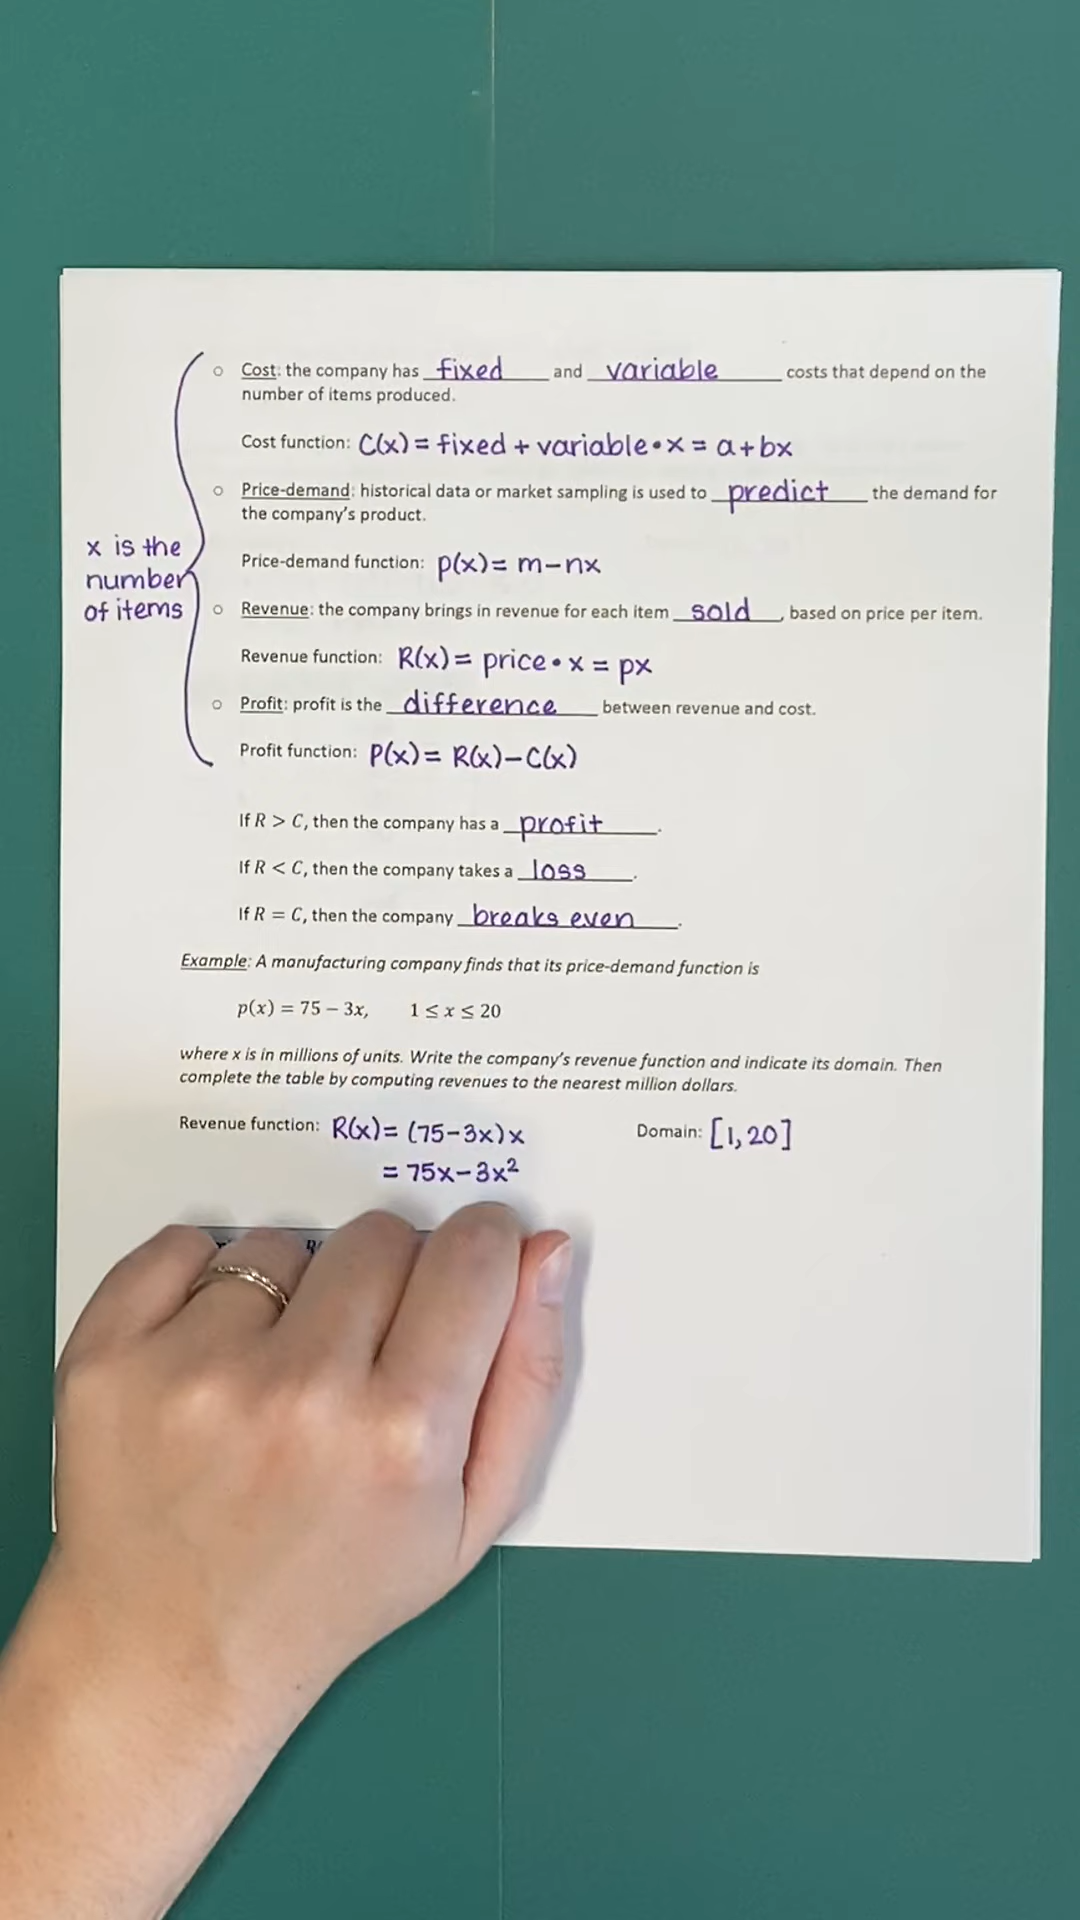 Cost: the company has fixed and variable costs that depend on the
number of items produced.
Cost function: C(x) = fixed + variable • x = a + bx
Price-demand: historical data or market sampling is used to predict the demand for
the company's product.
x is the
number
of items
Price-demand function: p(x) = m - nx
Revenue: the company brings in revenue for each item sold, based on price per item.
Revenue function: R(x) = price • x = px
Profit: profit is the difference between revenue and cost.
Profit function: P(x) = R(x) - C(x)
If R > C, then the company has a profit.
If R < C, then the company takes a loss.
If R = C, then the company breaks even.
Example: A manufacturing company finds that its price-demand function is
p(x) = 75 – 3x, 1 ≤ x ≤ 20
where x is in millions of units. Write the company's revenue function and indicate its domain. Then
complete the table by computing revenues to the nearest million dollars.
Revenue function: R(x) = (75-3x)x Domain: [1, 20]
= 75x - 3x²